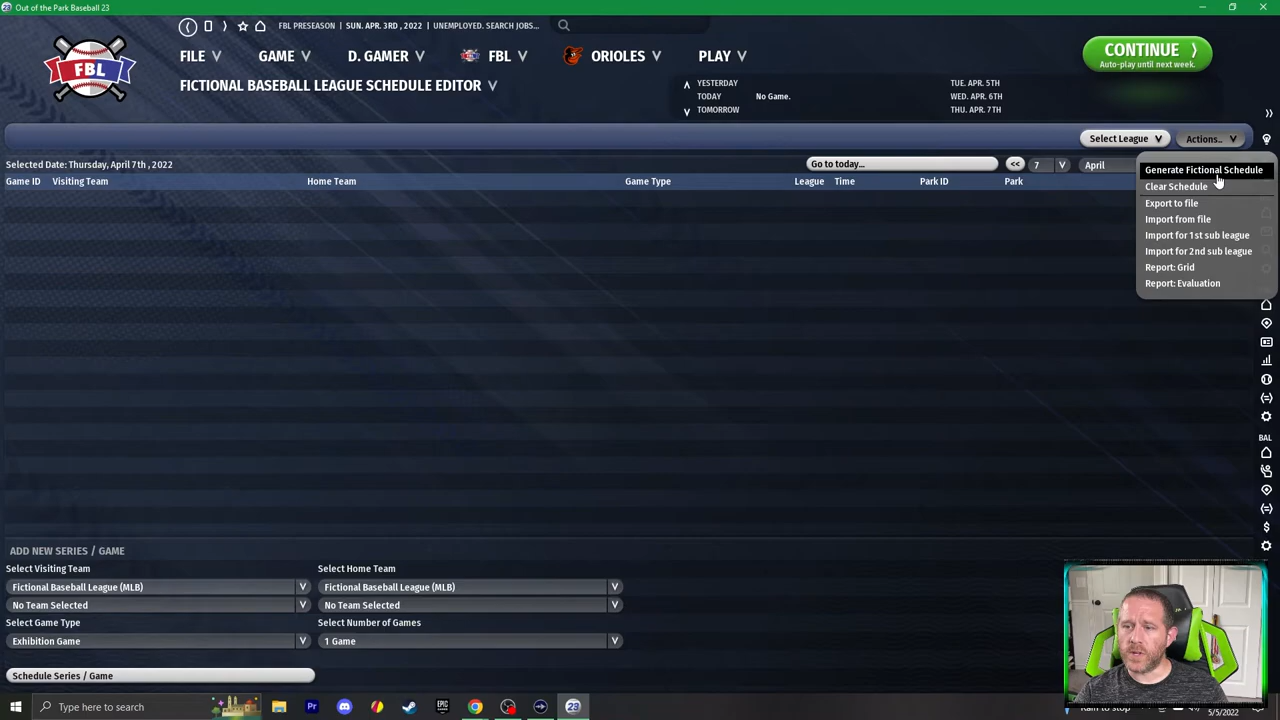 Out of the Park Baseball 23
FBL PRESEASON | SUN. APR. 3RD, 2022 | UNEMPLOYED. SEARCH JOBS...
FBL
FILE GAME D. GAMER FBL ORIOLES PLAY
CONTINUE
Auto-play until next week.
FICTIONAL BASEBALL LEAGUE SCHEDULE EDITOR
YESTERDAY
TODAY No Game.
TOMORROW
TUE. APR. 5TH
WED. APR. 6TH
THU. APR. 7TH
Select League Actions...
Selected Date: Thursday, April 7th , 2022 Go to today... << 7 April
Game ID Visiting Team Home Team Game Type League Time Park ID Park
Generate Fictional Schedule
Clear Schedule
Export to file
Import from file
Import for 1st sub league
Import for 2nd sub league
Report: Grid
Report: Evaluation
BAL
ADD NEW SERIES / GAME
Select Visiting Team Select Home Team
Fictional Baseball League (MLB) Fictional Baseball League (MLB)
No Team Selected No Team Selected
Select Game Type Select Number of Games
Exhibition Game 1 Game
Schedule Series / Game
Type here to search
EPIC
23
Rain to stop
5/5/2022